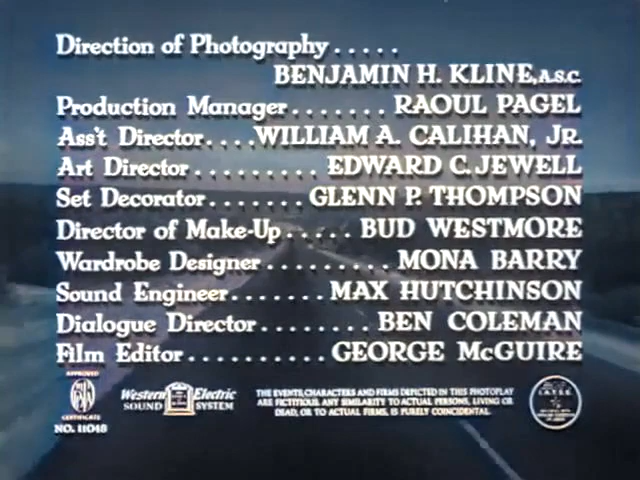 Direction of Photography.....
BENJAMIN H. KLINE, A.S.C.
Production Manager....... RAOUL PAGEL
Ass't Director.... WILLIAM A. CALIHAN, JR.
Art Director......... EDWARD C. JEWELL
Set Decorator....... GLENN P. THOMPSON
Director of Make-Up..... BUD WESTMORE
Wardrobe Designer......... MONA BARRY
Sound Engineer....... MAX HUTCHINSON
Dialogue Director........ BEN COLEMAN
Film Editor.......... GEORGE McGUIRE
APPROVED
CERTIFICATE
NO. 11048
Western Electric
SOUND SYSTEM
THE EVENTS, CHARACTERS AND FIRMS DEPICTED IN THIS PHOTOPLAY
ARE FICTITIOUS. ANY SIMILARITY TO ACTUAL PERSONS, LIVING OR
DEAD, OR TO ACTUAL FIRMS, IS PURELY COINCIDENTAL.
I.A.T.S.E.